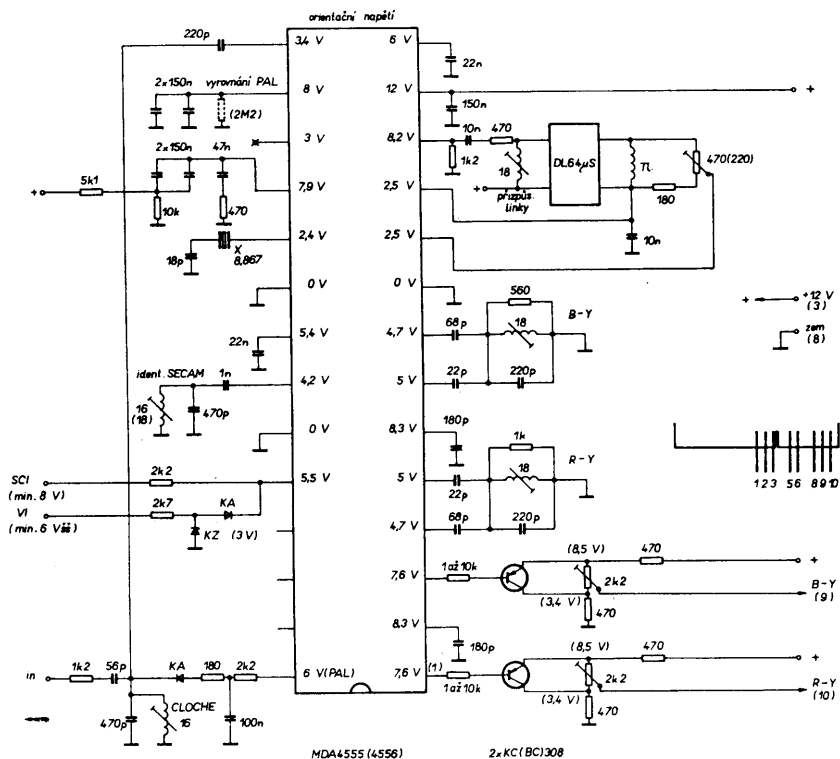 orientační napětí
220p
3,4 V
6 V
22n
2x150n
vyrovnání PAL
(2M2)
8 V
12 V
+
150n
3 V
8,2 V
10n
470
1k2
18
DL64µS
TL
470(220)
180
+
přizpůs. linky
10n
2x150n
47n
5k1
+
10k
470
7,9 V
2,5 V
X
8,867
18p
2,4 V
2,5 V
0 V
0 V
+
+12 V
(3)
zem
(8)
560
68p
18
B-Y
22n
5,4 V
4,7 V
ident. SECAM
1n
16
(18)
470p
4,2 V
5 V
22p
220p
0 V
8,3 V
180p
1k
R-Y
18
1 2 3 5 6 8 9 10
SCI
(min. 8 V)
2k2
5,5 V
5 V
22p
VI
(min. 6 Všš)
2k7
KA
KZ
(3 V)
4,7 V
68p
220p
7,6 V
1 až 10k
(8,5 V)
470
+
2k2
B-Y
(9)
(3,4 V)
470
8,3 V
180p
in
1k2
56p
KA
180
2k2
6 V(PAL)
7,6 V
(1)
1 až 10k
(8,5 V)
470
+
2k2
R-Y
(10)
(3,4 V)
470
470p
CLOCHE
16
100n
MDA4555 (4556)
2xKC(BC)308